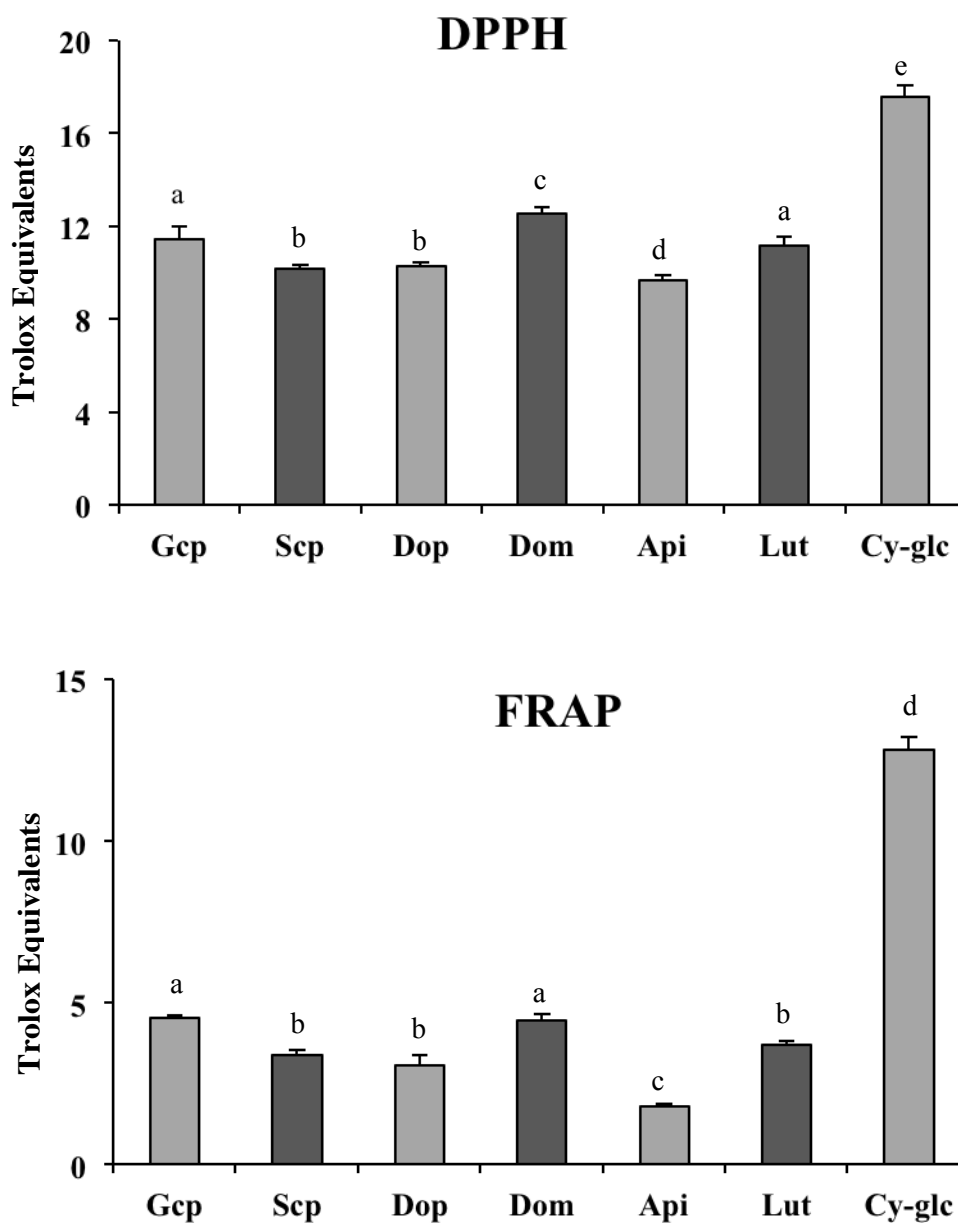 DPPH
Trolox Equivalents
20
16
12
8
4
0
a
b
b
c
d
a
e
Gcp Scp Dop Dom Api Lut Cy-glc
FRAP
Trolox Equivalents
15
10
5
0
a
b
b
a
c
b
d
Gcp Scp Dop Dom Api Lut Cy-glc